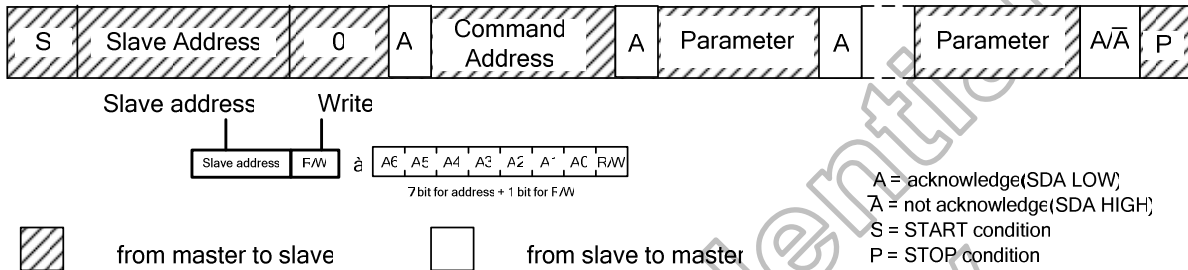 S Slave Address 0 A Command Address A Parameter A Parameter A/A̅ P
Slave address Write
Slave address R/W à A6 A5 A4 A3 A2 A1 A0 R/W
7 bit for address + 1 bit for R/W
A = acknowledge(SDA LOW)
A̅ = not acknowledge(SDA HIGH)
S = START condition
from master to slave from slave to master P = STOP condition